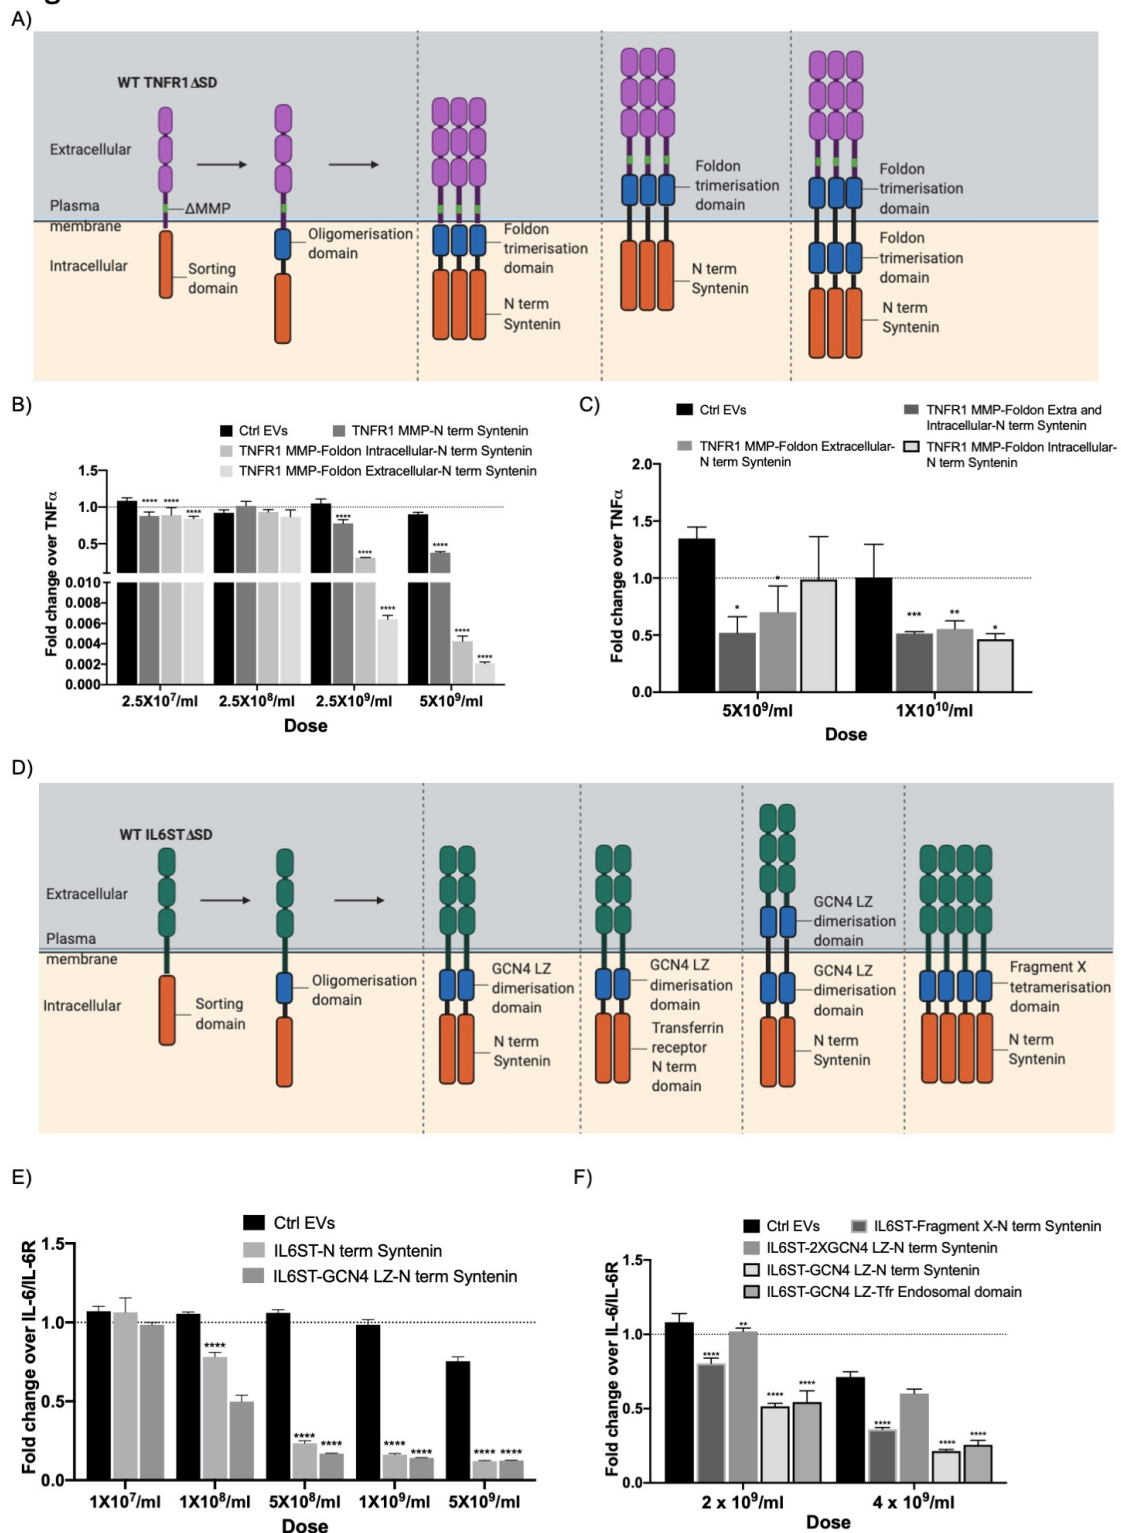 A)
WT TNFR1ΔSD
Extracellular
Plasma
membrane
Intracellular
ΔMMP
Sorting
domain
Oligomerisation
domain
Foldon
trimerisation
domain
N term
Syntenin
Foldon
trimerisation
domain
N term
Syntenin
Foldon
trimerisation
domain
Foldon
trimerisation
domain
N term
Syntenin
B)
Ctrl EVs
TNFR1 MMP-N term Syntenin
TNFR1 MMP-Foldon Intracellular-N term Syntenin
TNFR1 MMP-Foldon Extracellular-N term Syntenin
Fold change over TNFα
1.5
1.0
0.5
0.010
0.008
0.006
0.004
0.002
0.000
**** **** ****
**** **** ****
**** **** ****
2.5X10⁷/ml 2.5X10⁸/ml 2.5X10⁹/ml 5X10⁹/ml
Dose
C)
Ctrl EVs
TNFR1 MMP-Foldon Extra and
Intracellular-N term Syntenin
TNFR1 MMP-Foldon Extracellular-
N term Syntenin
TNFR1 MMP-Foldon Intracellular-
N term Syntenin
Fold change over TNFα
2.0
1.5
1.0
0.5
0.0
* *
*** ** *
5X10⁹/ml 1X10¹⁰/ml
Dose
D)
WT IL6STΔSD
Extracellular
Plasma
membrane
Intracellular
Sorting
domain
Oligomerisation
domain
GCN4 LZ
dimerisation
domain
N term
Syntenin
GCN4 LZ
dimerisation
domain
Transferrin
receptor
N term
domain
GCN4 LZ
dimerisation
domain
GCN4 LZ
dimerisation
domain
N term
Syntenin
Fragment X
tetramerisation
domain
N term
Syntenin
E)
Ctrl EVs
IL6ST-N term Syntenin
IL6ST-GCN4 LZ-N term Syntenin
Fold change over IL-6/IL-6R
1.5
1.0
0.5
0.0
****
**** ****
**** ****
**** ****
1X10⁷/ml 1X10⁸/ml 5X10⁸/ml 1X10⁹/ml 5X10⁹/ml
Dose
F)
Ctrl EVs
IL6ST-Fragment X-N term Syntenin
IL6ST-2XGCN4 LZ-N term Syntenin
IL6ST-GCN4 LZ-N term Syntenin
IL6ST-GCN4 LZ-Tfr Endosomal domain
Fold change over IL-6/IL-6R
1.5
1.0
0.5
0.0
**** ** **** ****
**** **** ****
2 x 10⁹/ml 4 x 10⁹/ml
Dose